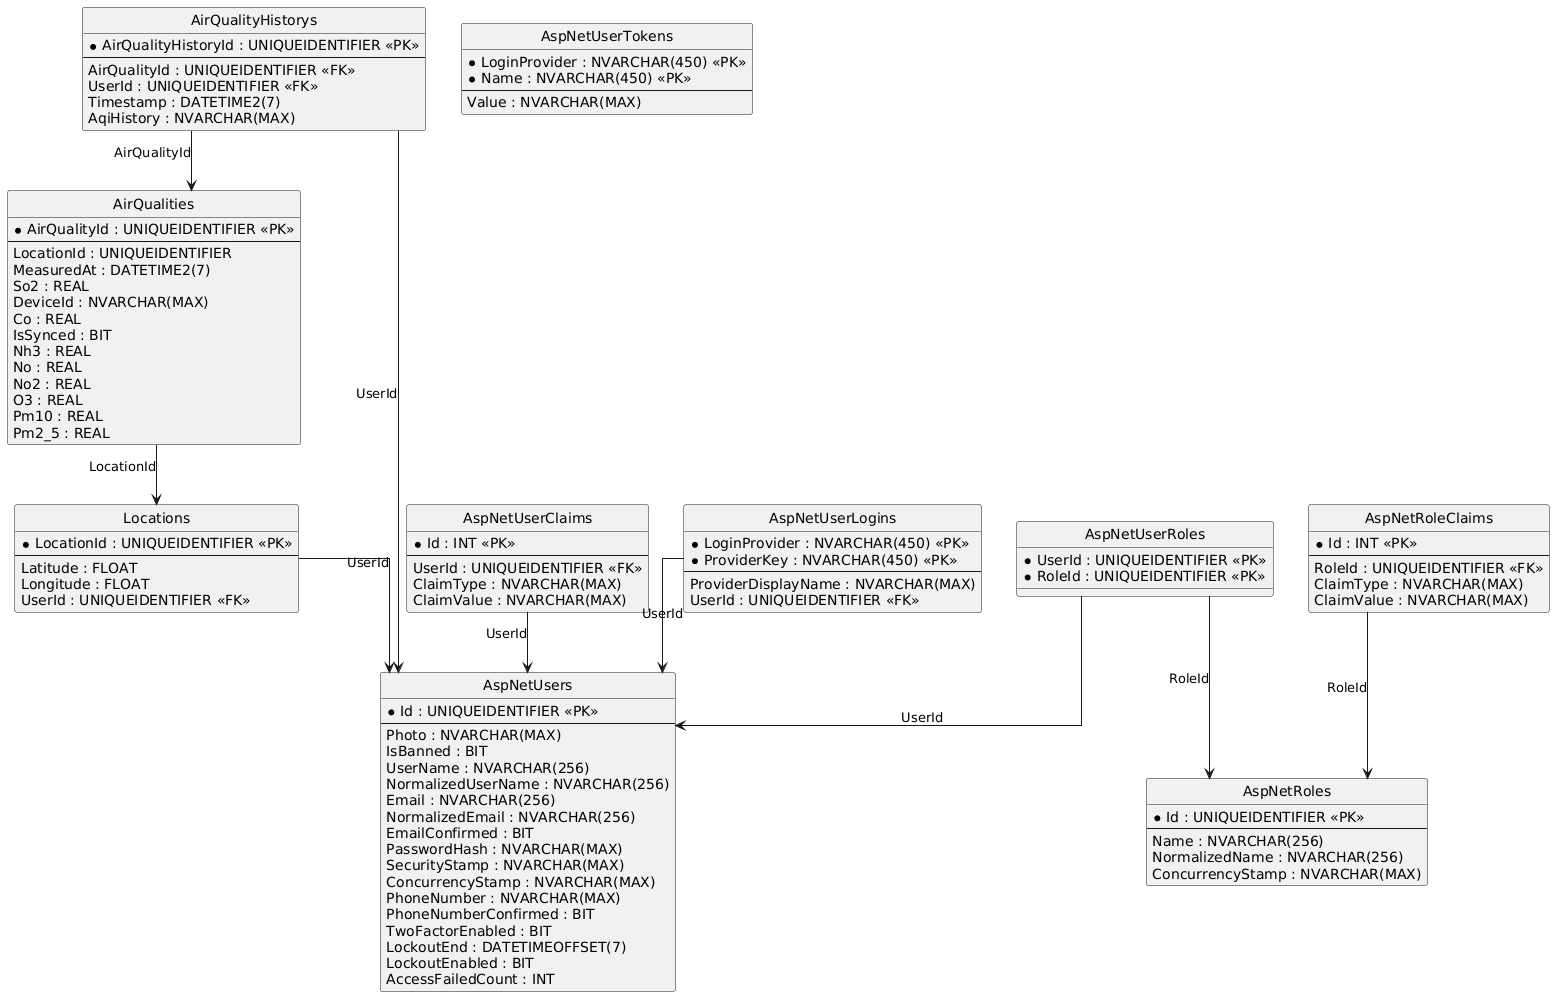 AirQualityHistorys
* AirQualityHistoryId : UNIQUEIDENTIFIER «PK»
AirQualityId : UNIQUEIDENTIFIER «FK»
UserId : UNIQUEIDENTIFIER «FK»
Timestamp : DATETIME2(7)
AqiHistory : NVARCHAR(MAX)
AspNetUserTokens
* LoginProvider : NVARCHAR(450) «PK»
* Name : NVARCHAR(450) «PK»
Value : NVARCHAR(MAX)
AirQualityId
AirQualities
* AirQualityId : UNIQUEIDENTIFIER «PK»
LocationId : UNIQUEIDENTIFIER
MeasuredAt : DATETIME2(7)
So2 : REAL
DeviceId : NVARCHAR(MAX)
Co : REAL
IsSynced : BIT
Nh3 : REAL
No : REAL
No2 : REAL
O3 : REAL
Pm10 : REAL
Pm2_5 : REAL
UserId
LocationId
Locations
* LocationId : UNIQUEIDENTIFIER «PK»
Latitude : FLOAT
Longitude : FLOAT
UserId : UNIQUEIDENTIFIER «FK»
UserId
AspNetUserClaims
* Id : INT «PK»
UserId : UNIQUEIDENTIFIER «FK»
ClaimType : NVARCHAR(MAX)
ClaimValue : NVARCHAR(MAX)
UserId
AspNetUserLogins
* LoginProvider : NVARCHAR(450) «PK»
* ProviderKey : NVARCHAR(450) «PK»
ProviderDisplayName : NVARCHAR(MAX)
UserId : UNIQUEIDENTIFIER «FK»
UserId
AspNetUserRoles
* UserId : UNIQUEIDENTIFIER «PK»
* RoleId : UNIQUEIDENTIFIER «PK»
UserId
RoleId
AspNetRoleClaims
* Id : INT «PK»
RoleId : UNIQUEIDENTIFIER «FK»
ClaimType : NVARCHAR(MAX)
ClaimValue : NVARCHAR(MAX)
RoleId
AspNetUsers
* Id : UNIQUEIDENTIFIER «PK»
Photo : NVARCHAR(MAX)
IsBanned : BIT
UserName : NVARCHAR(256)
NormalizedUserName : NVARCHAR(256)
Email : NVARCHAR(256)
NormalizedEmail : NVARCHAR(256)
EmailConfirmed : BIT
PasswordHash : NVARCHAR(MAX)
SecurityStamp : NVARCHAR(MAX)
ConcurrencyStamp : NVARCHAR(MAX)
PhoneNumber : NVARCHAR(MAX)
PhoneNumberConfirmed : BIT
TwoFactorEnabled : BIT
LockoutEnd : DATETIMEOFFSET(7)
LockoutEnabled : BIT
AccessFailedCount : INT
AspNetRoles
* Id : UNIQUEIDENTIFIER «PK»
Name : NVARCHAR(256)
NormalizedName : NVARCHAR(256)
ConcurrencyStamp : NVARCHAR(MAX)